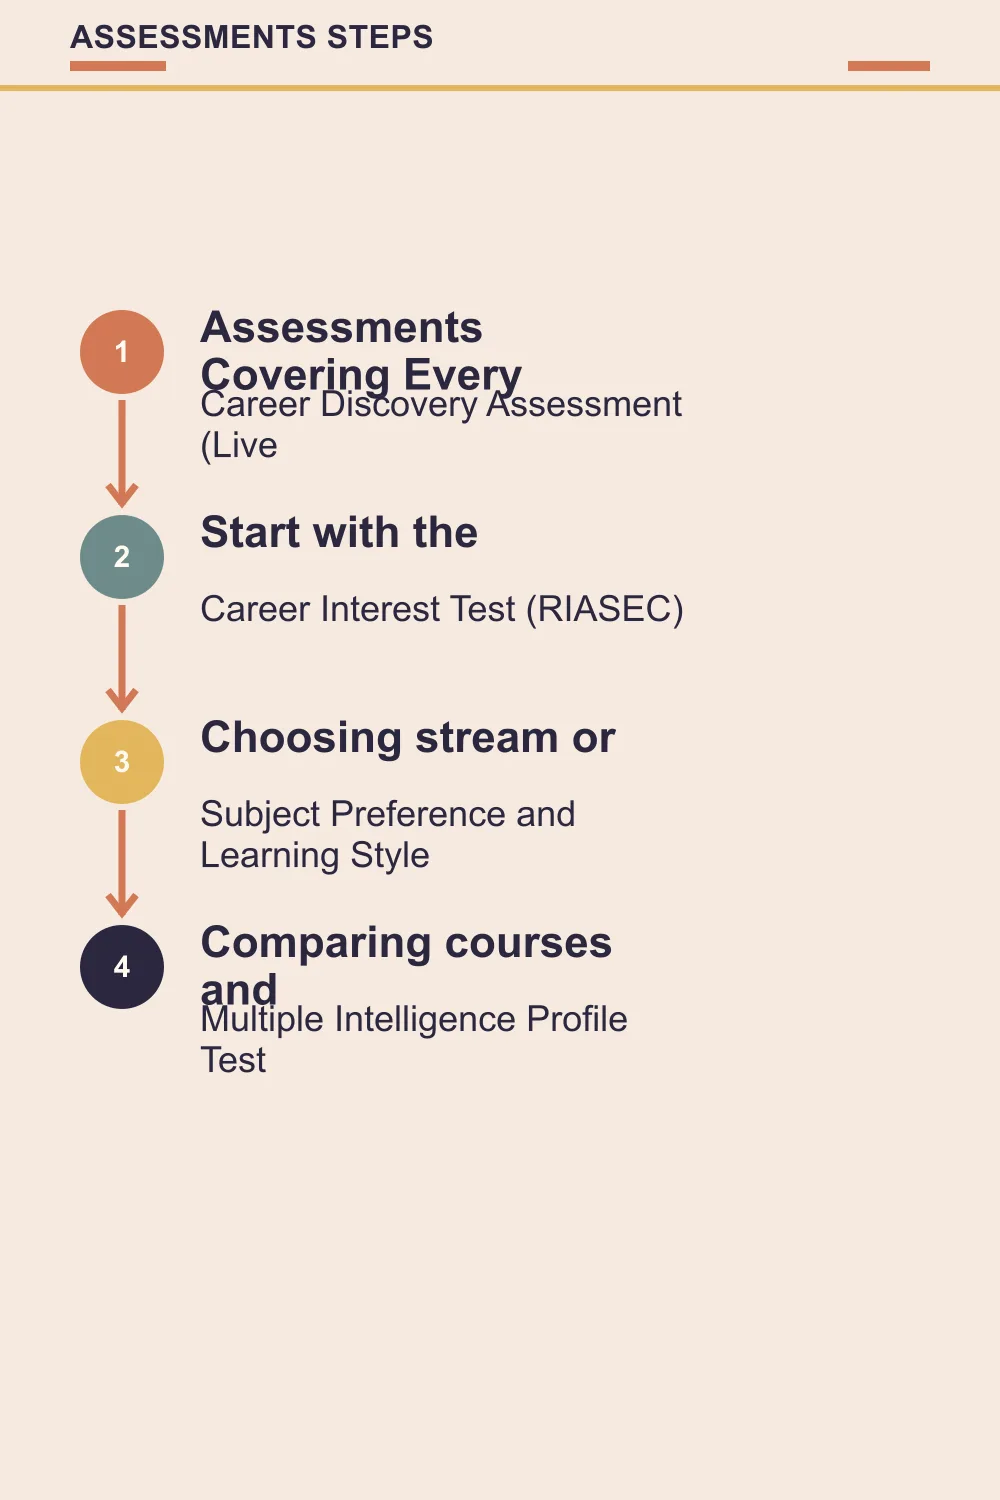 ASSESSMENTS STEPS
1
Assessments
Covering Every
Career Discovery Assessment
(Live
2
Start with the
Career Interest Test (RIASEC)
3
Choosing stream or
Subject Preference and
Learning Style
4
Comparing courses
and
Multiple Intelligence Profile
Test